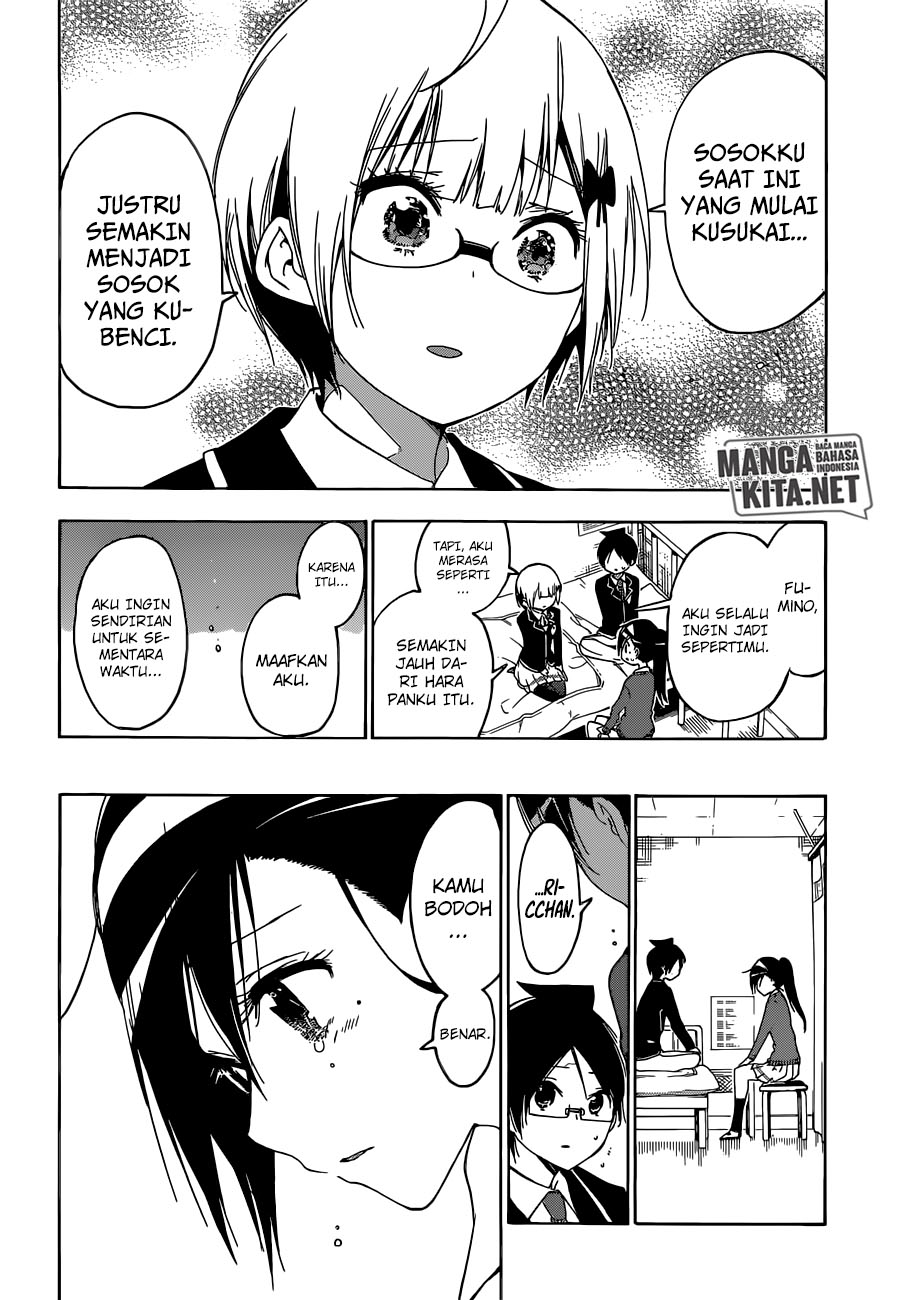 SOSOKKU
SAAT INI
YANG MULAI
KUSUKAI...
JUSTRU
SEMAKIN
MENJADI
SOSOK
YANG KU-
BENCI.
MANGA
KITA.NET
BACA MANGA
BAHASA
INDONESIA
FU-
MINO,
AKU SELALU
INGIN JADI
SEPERTIMU.
TAPI, AKU
MERASA
SEPERTI
...
SEMAKIN
JAUH DA-
RI HARA
PANKU ITU.
KARENA
ITU...
MAAFKAN
AKU.
AKU INGIN
SENDIRIAN
UNTUK SE-
MENTARA
WAKTU...
...RI-
CCHAN.
KAMU
BODOH
...
BENAR.